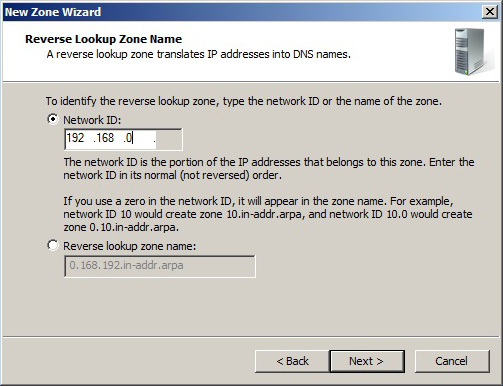 New Zone Wizard
Reverse Lookup Zone Name
A reverse lookup zone translates IP addresses into DNS names.
To identify the reverse lookup zone, type the network ID or the name of the zone.
Network ID:
192 .168 .0 .
The network ID is the portion of the IP addresses that belongs to this zone. Enter the
network ID in its normal (not reversed) order.
If you use a zero in the network ID, it will appear in the zone name. For example,
network ID 10 would create zone 10.in-addr.arpa, and network ID 10.0 would create
zone 0.10.in-addr.arpa.
Reverse lookup zone name:
0.168.192.in-addr.arpa
< Back
Next >
Cancel